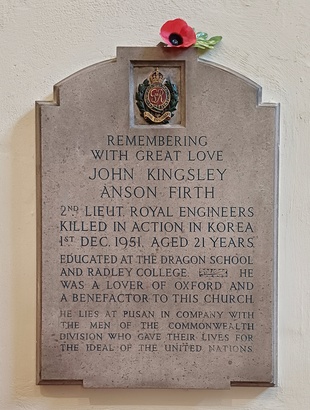 REMEMBERING
WITH GREAT LOVE
JOHN KINGSLEY
ANSON FIRTH
2ND LIEUT. ROYAL ENGINEERS
KILLED IN ACTION IN KOREA
1ST DEC. 1951. AGED 21 YEARS.
EDUCATED AT THE DRAGON SCHOOL
AND RADLEY COLLEGE. HE
WAS A LOVER OF OXFORD AND
A BENEFACTOR TO THIS CHURCH.
HE LIES AT PUSAN IN COMPANY WITH
THE MEN OF THE COMMONWEALTH
DIVISION WHO GAVE THEIR LIVES FOR
THE IDEAL OF THE UNITED NATIONS.